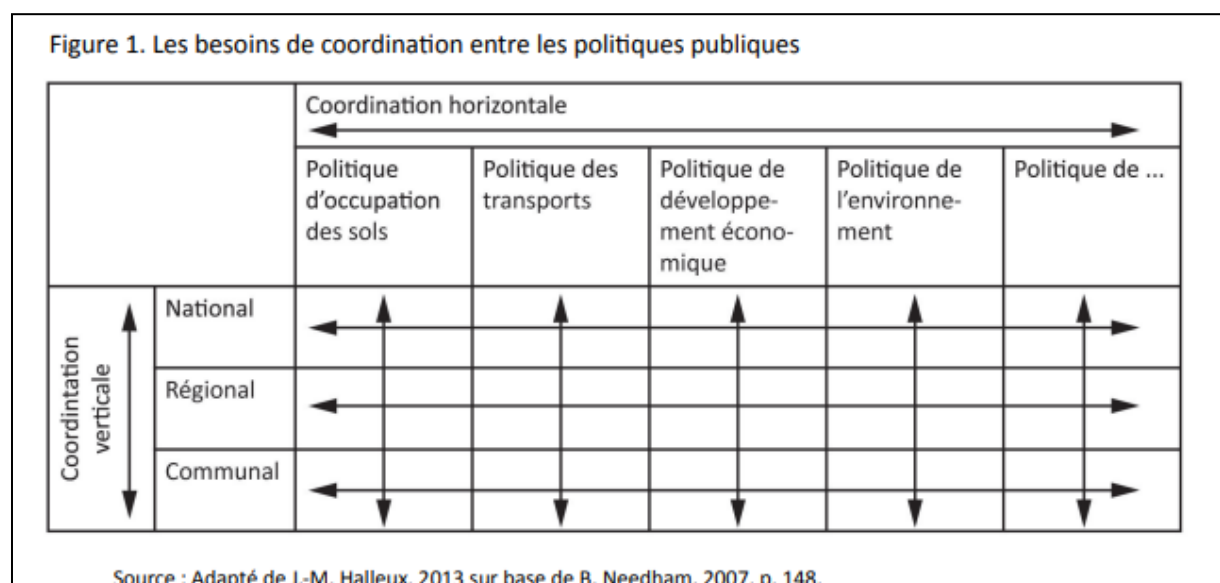 Figure 1. Les besoins de coordination entre les politiques publiques
Coordination horizontale
Politique
d'occupation
des sols
Politique des
transports
Politique de
développe-
ment écono-
mique
Politique de
l'environne-
ment
Politique de ...
Coordintation
verticale
National
Régional
Communal
Source : Adapté de J.-M. Halleux, 2013 sur base de B. Needham, 2007, p. 148.